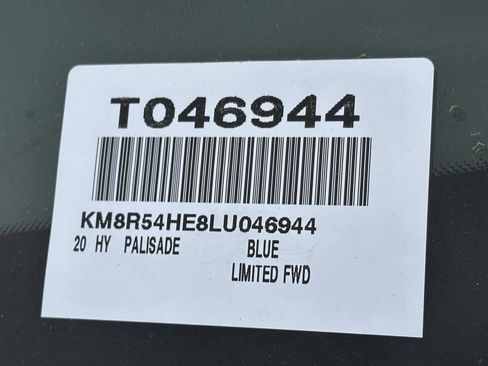 T046944
KM8R54HE8LU046944
20 HY PALISADE BLUE
LIMITED FWD